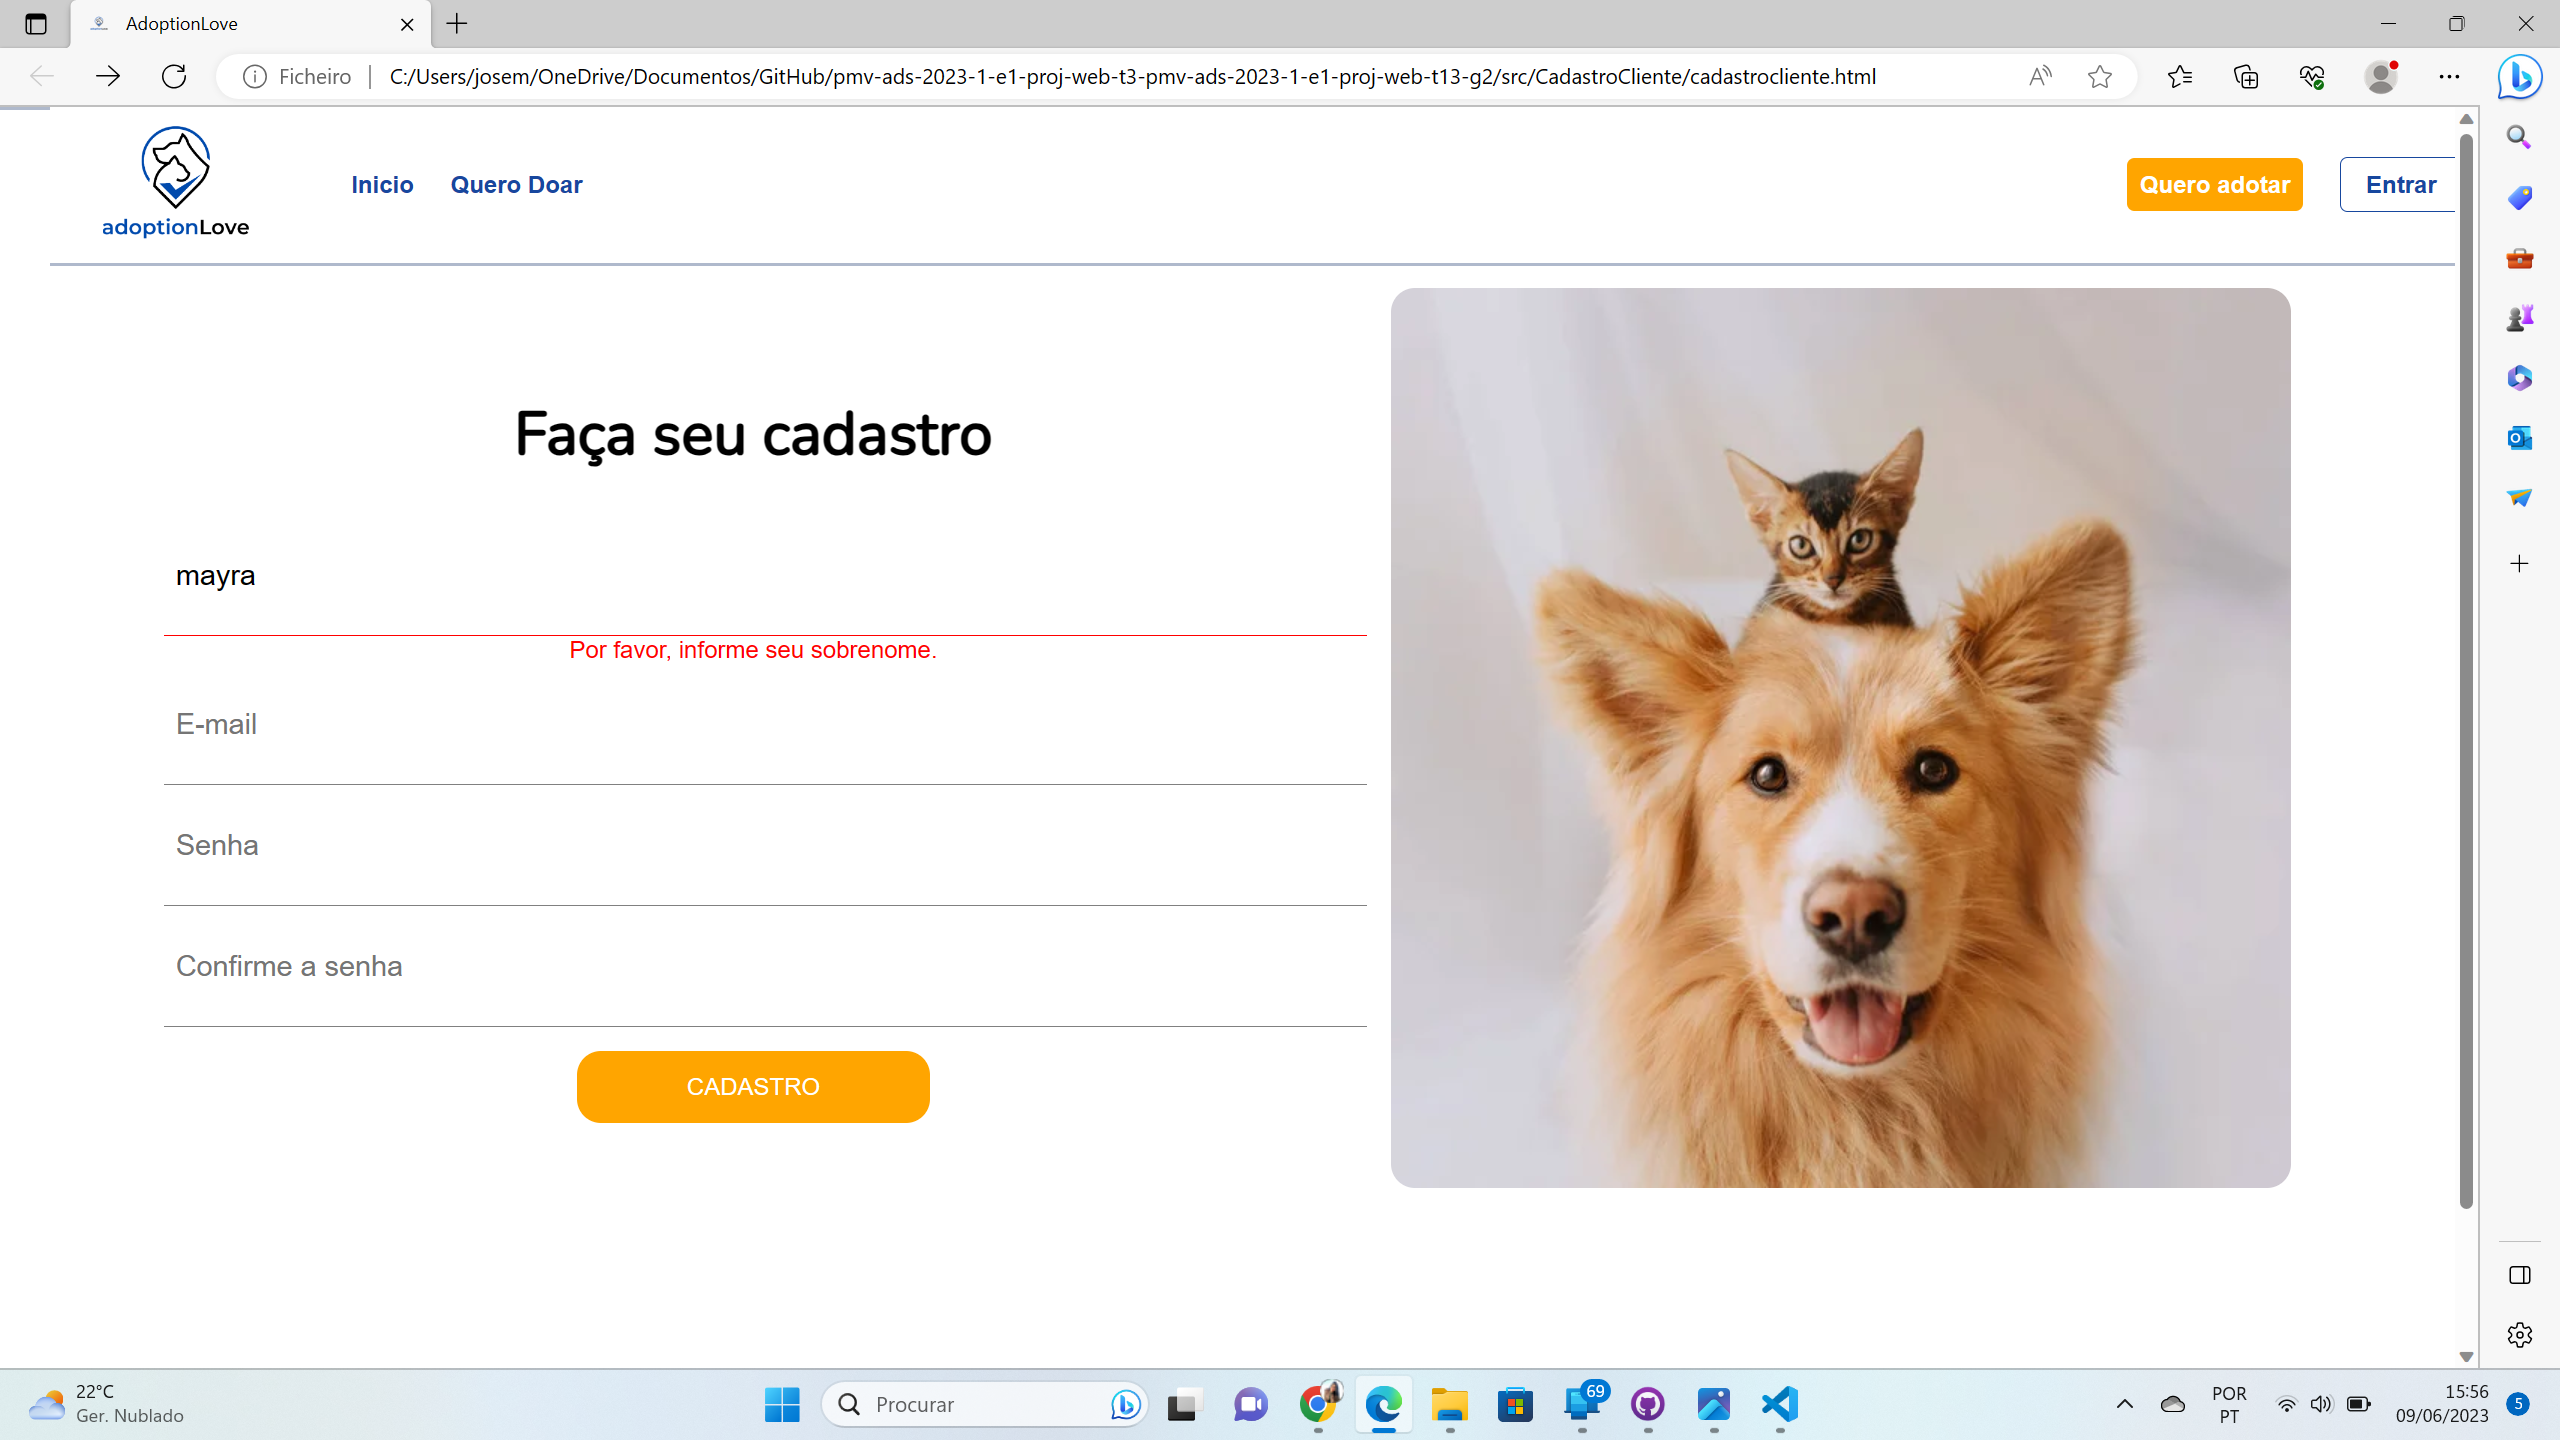 AdoptionLove
Ficheiro
C:/Users/josem/OneDrive/Documentos/GitHub/pmv-ads-2023-1-e1-proj-web-t3-pmv-ads-2023-1-e1-proj-web-t13-g2/src/CadastroCliente/cadastrocliente.html
adoptionLove
Inicio
Quero Doar
Quero adotar
Entrar
Faça seu cadastro
mayra
Por favor, informe seu sobrenome.
E-mail
Senha
Confirme a senha
CADASTRO
22°C
Ger. Nublado
Procurar
69
POR
PT
15:56
09/06/2023
5